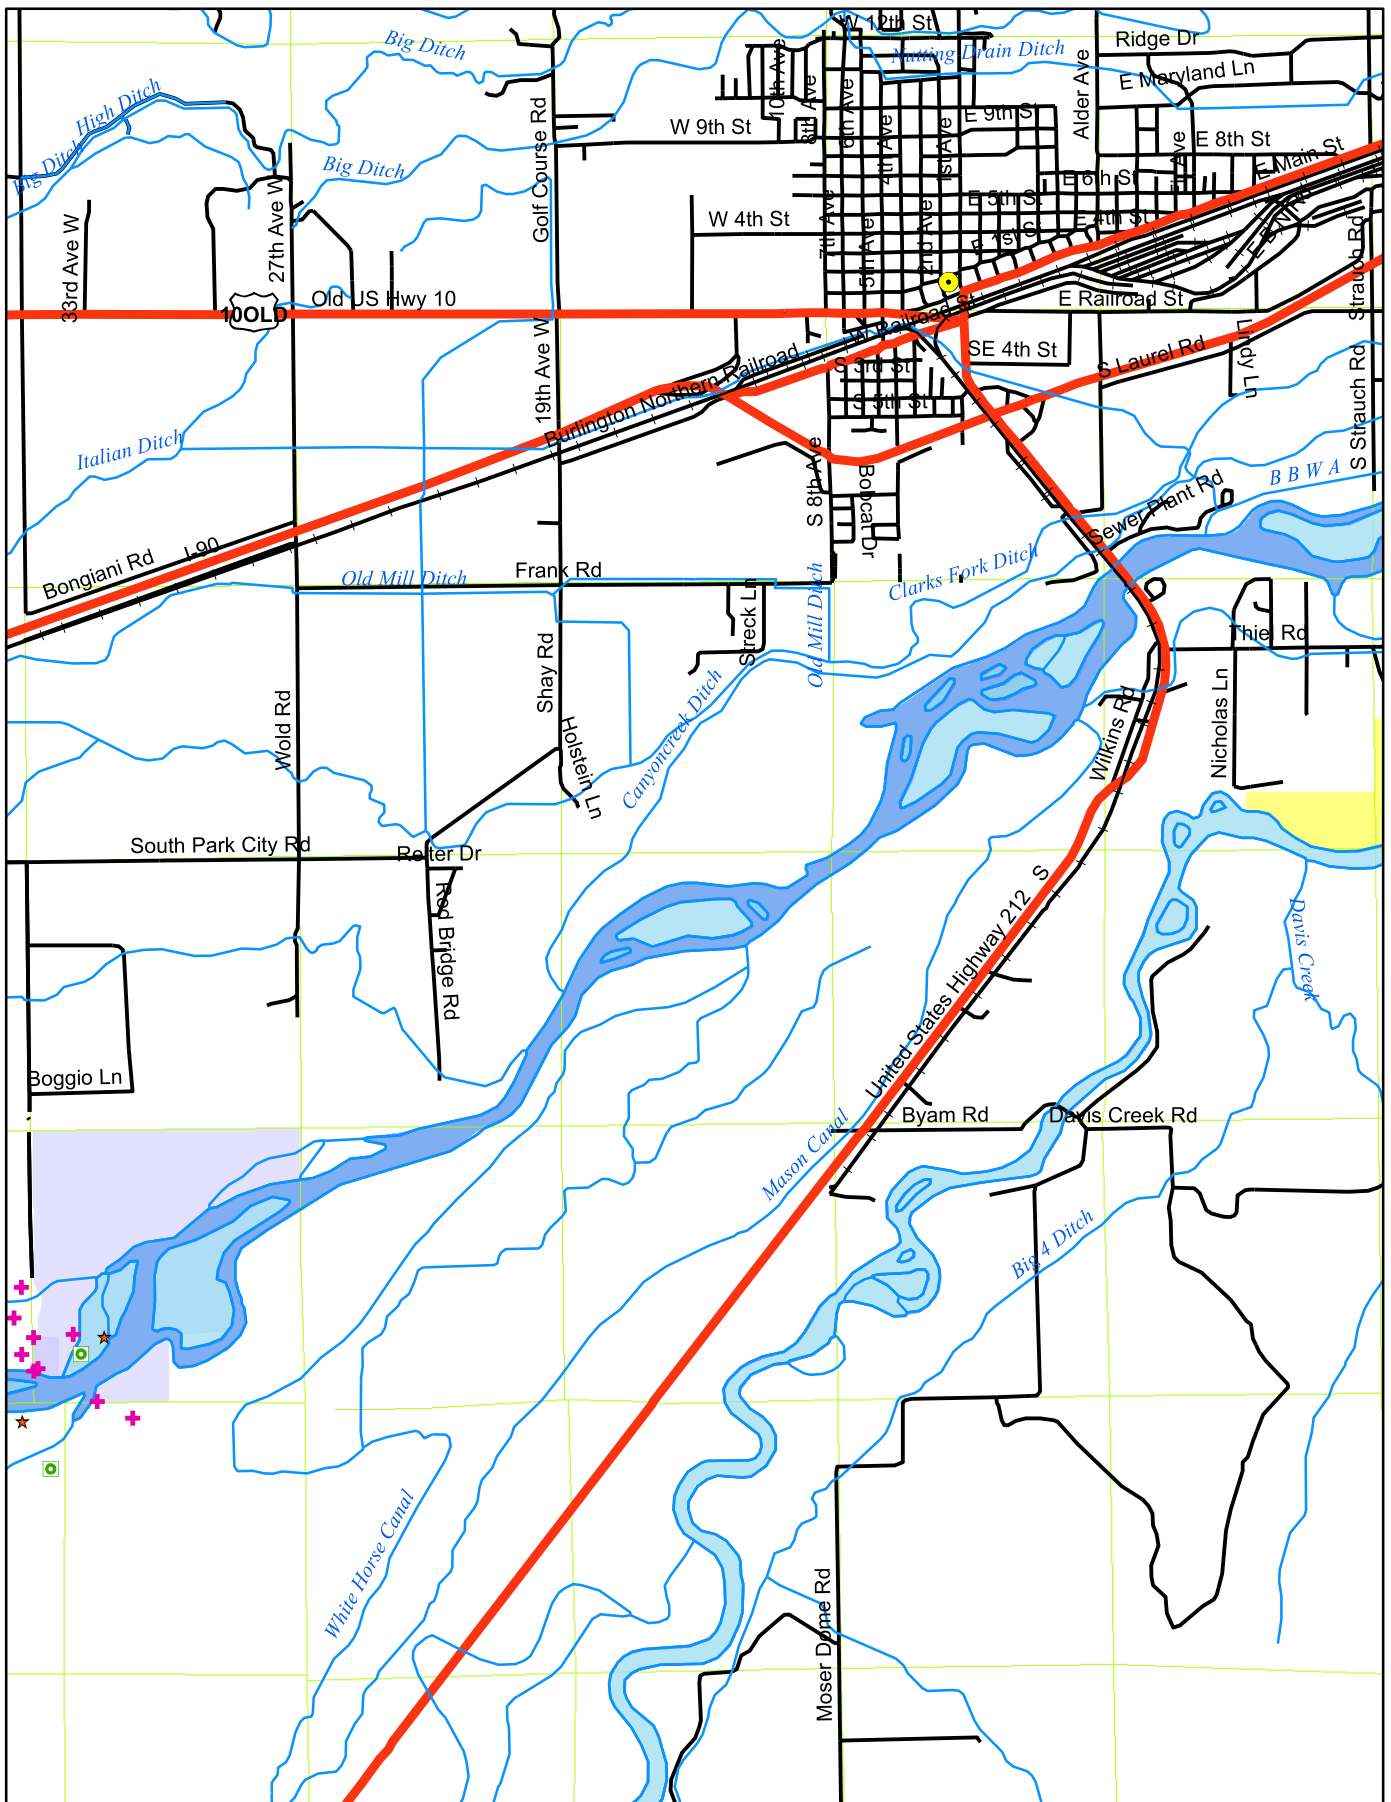 W 12th St
Big Ditch
Nutting Drain Ditch
Ridge Dr
E Maryland Ln
10th Ave
8th Ave
6th Ave
Alder Ave
High Ditch
Golf Course Rd
W 9th St
E 9th St
4th Ave
1st Ave
E 8th St
E Main St
Big Ditch
Big Ditch
E 6th St
E 5th St
27th Ave W
33rd Ave W
W 4th St
7th Ave
5th Ave
2nd Ave
E 4th St
E 1st St
Strauch Rd
Old US Hwy 10
10OLD
E Railroad St
W Railroad St
19th Ave W
Burlington Northern Railroad
S 3rd St
SE 4th St
S Laurel Rd
Lindy Ln
S Strauch Rd
S 5th St
Italian Ditch
S 8th Ave
Bobcat Dr
Sewer Plant Rd
B B W A
Bongiani Rd
I-90
Old Mill Ditch
Frank Rd
Clarks Fork Ditch
Streck Ln
Old Mill Ditch
Thiel Rd
Shay Rd
Wold Rd
Canyoncreek Ditch
Holstein Ln
Wilkins Rd
Nicholas Ln
South Park City Rd
Reiter Dr
Red Bridge Rd
United States Highway 212 S
Davis Creek
Boggio Ln
Byam Rd
Davis Creek Rd
Mason Canal
Big 4 Ditch
White Horse Canal
Moser Dome Rd